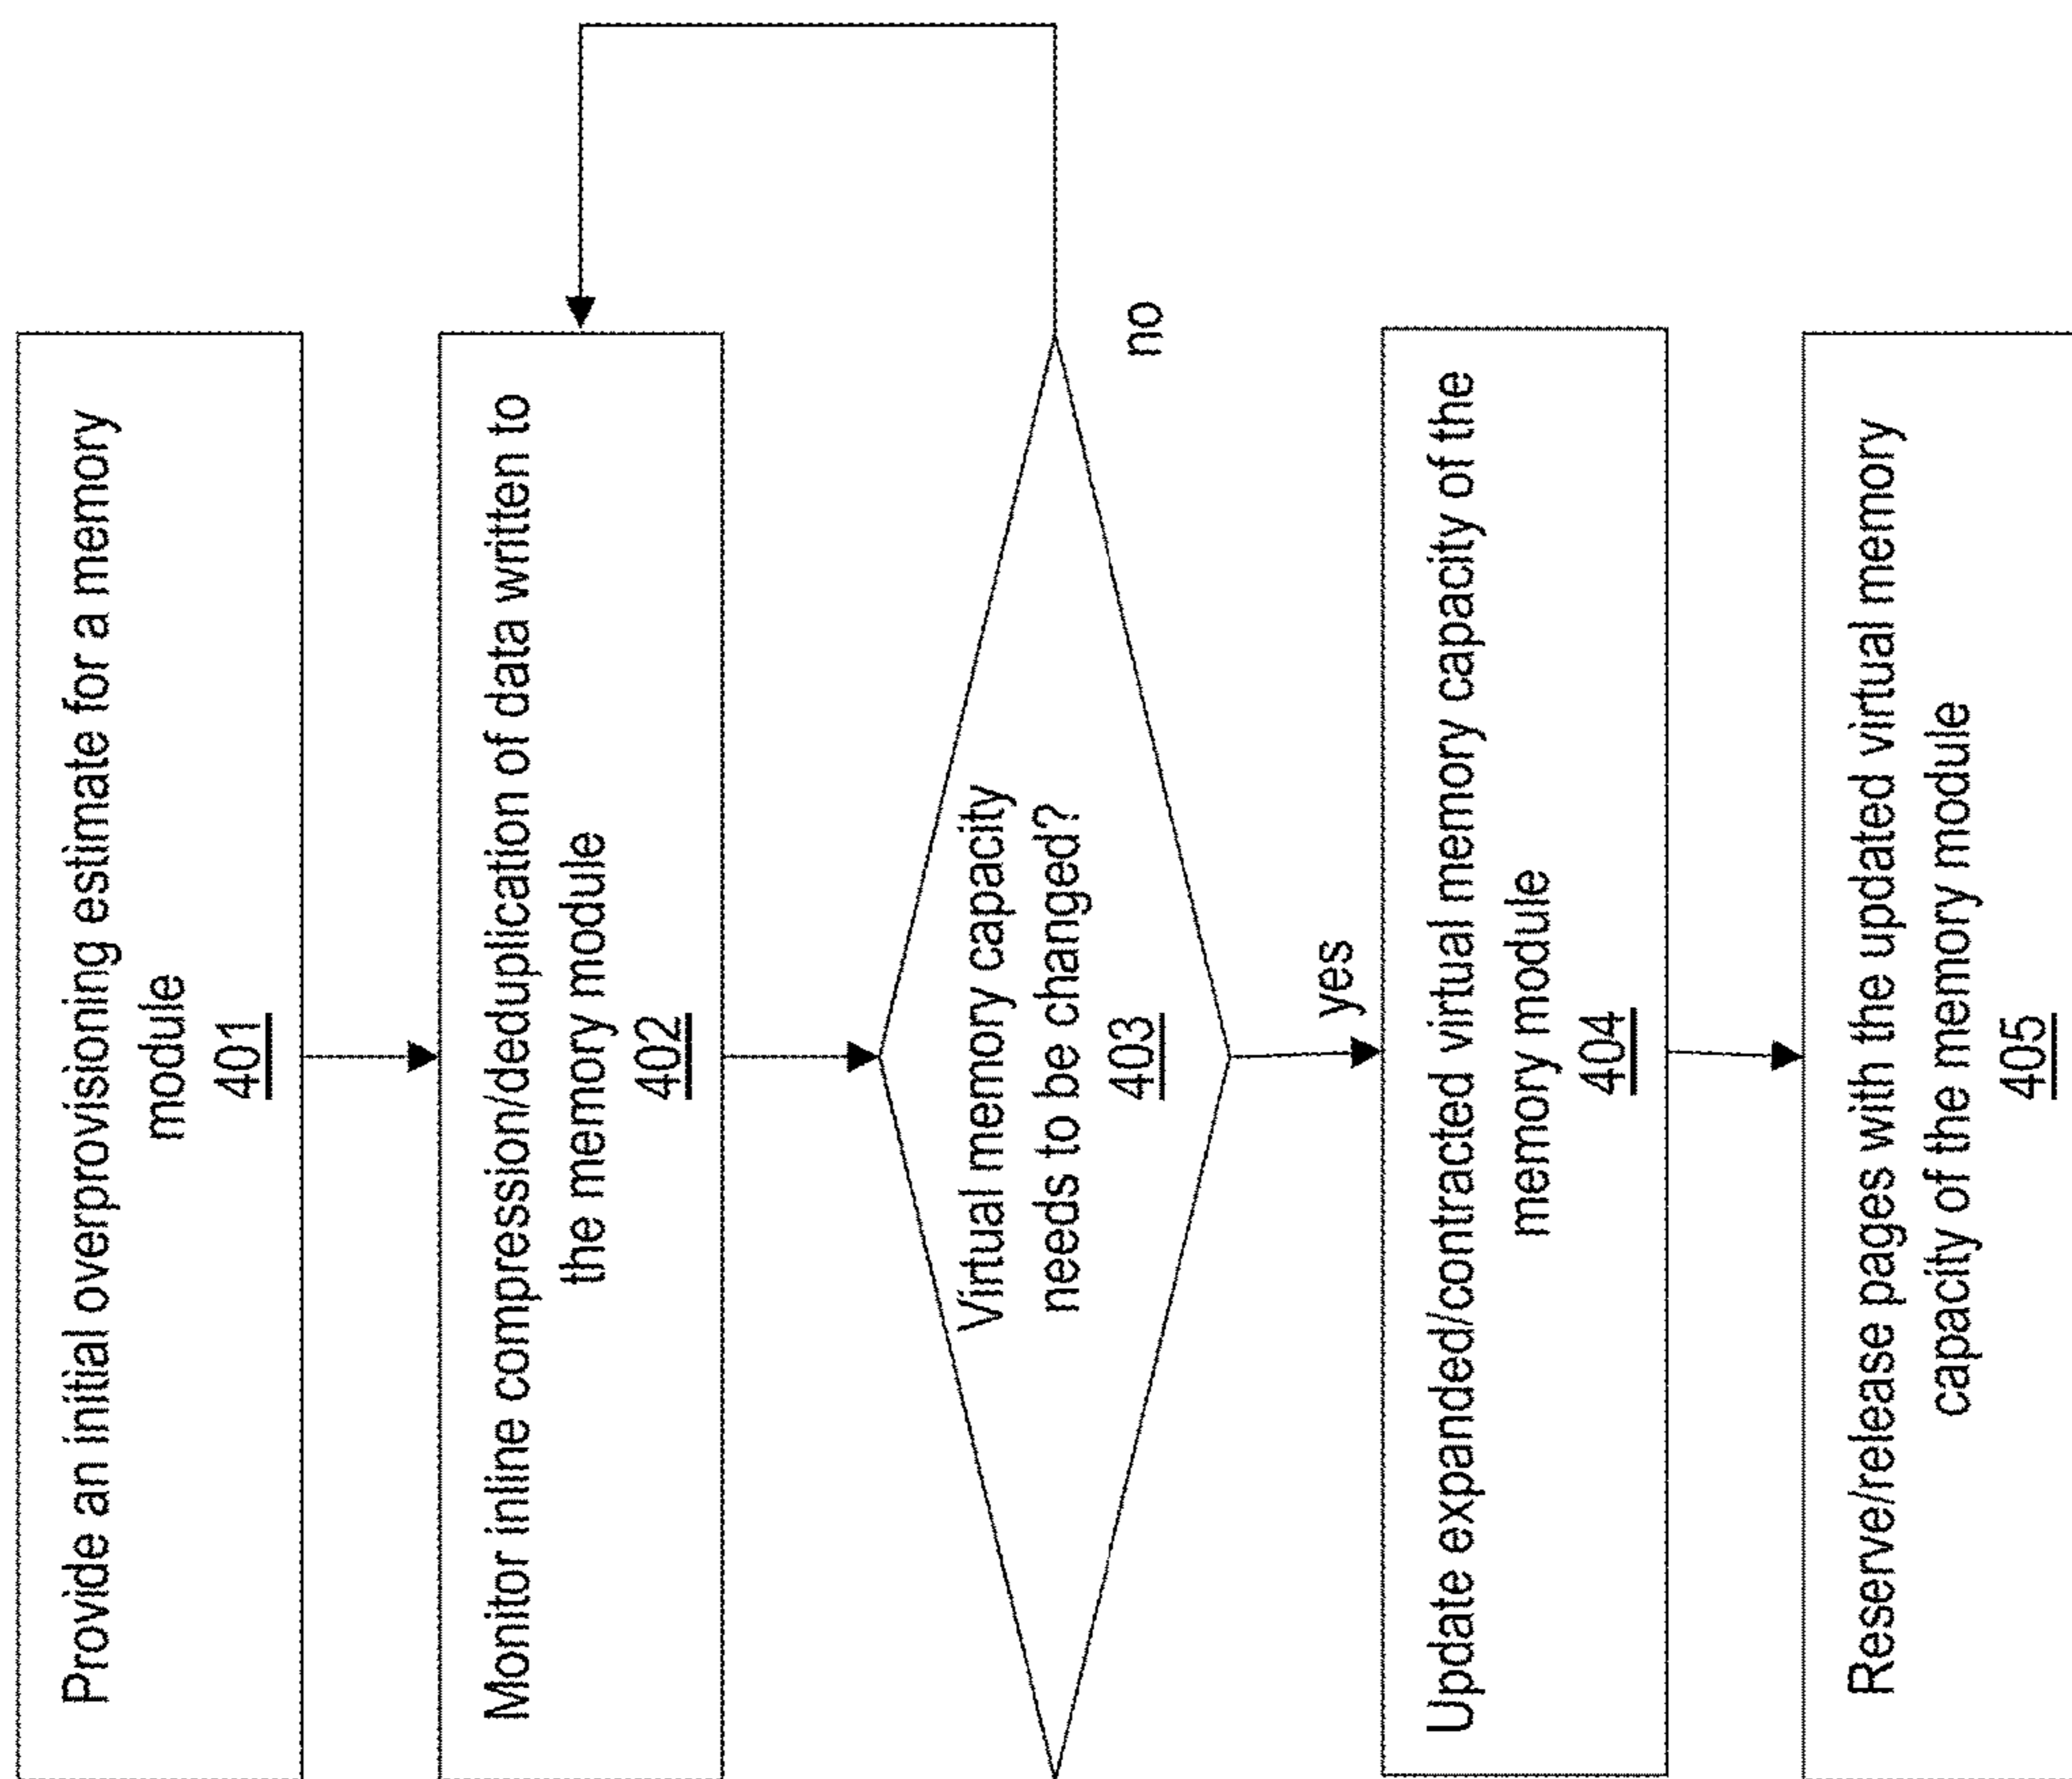 Provide an initial overprovisioning estimate for a memory
module
401
Monitor inline compression/deduplication of data written to
the memory module
402
Virtual memory capacity
needs to be changed?
403
no
yes
Update expanded/contracted virtual memory capacity of the
memory module
404
Reserve/release pages with the updated virtual memory
capacity of the memory module
405